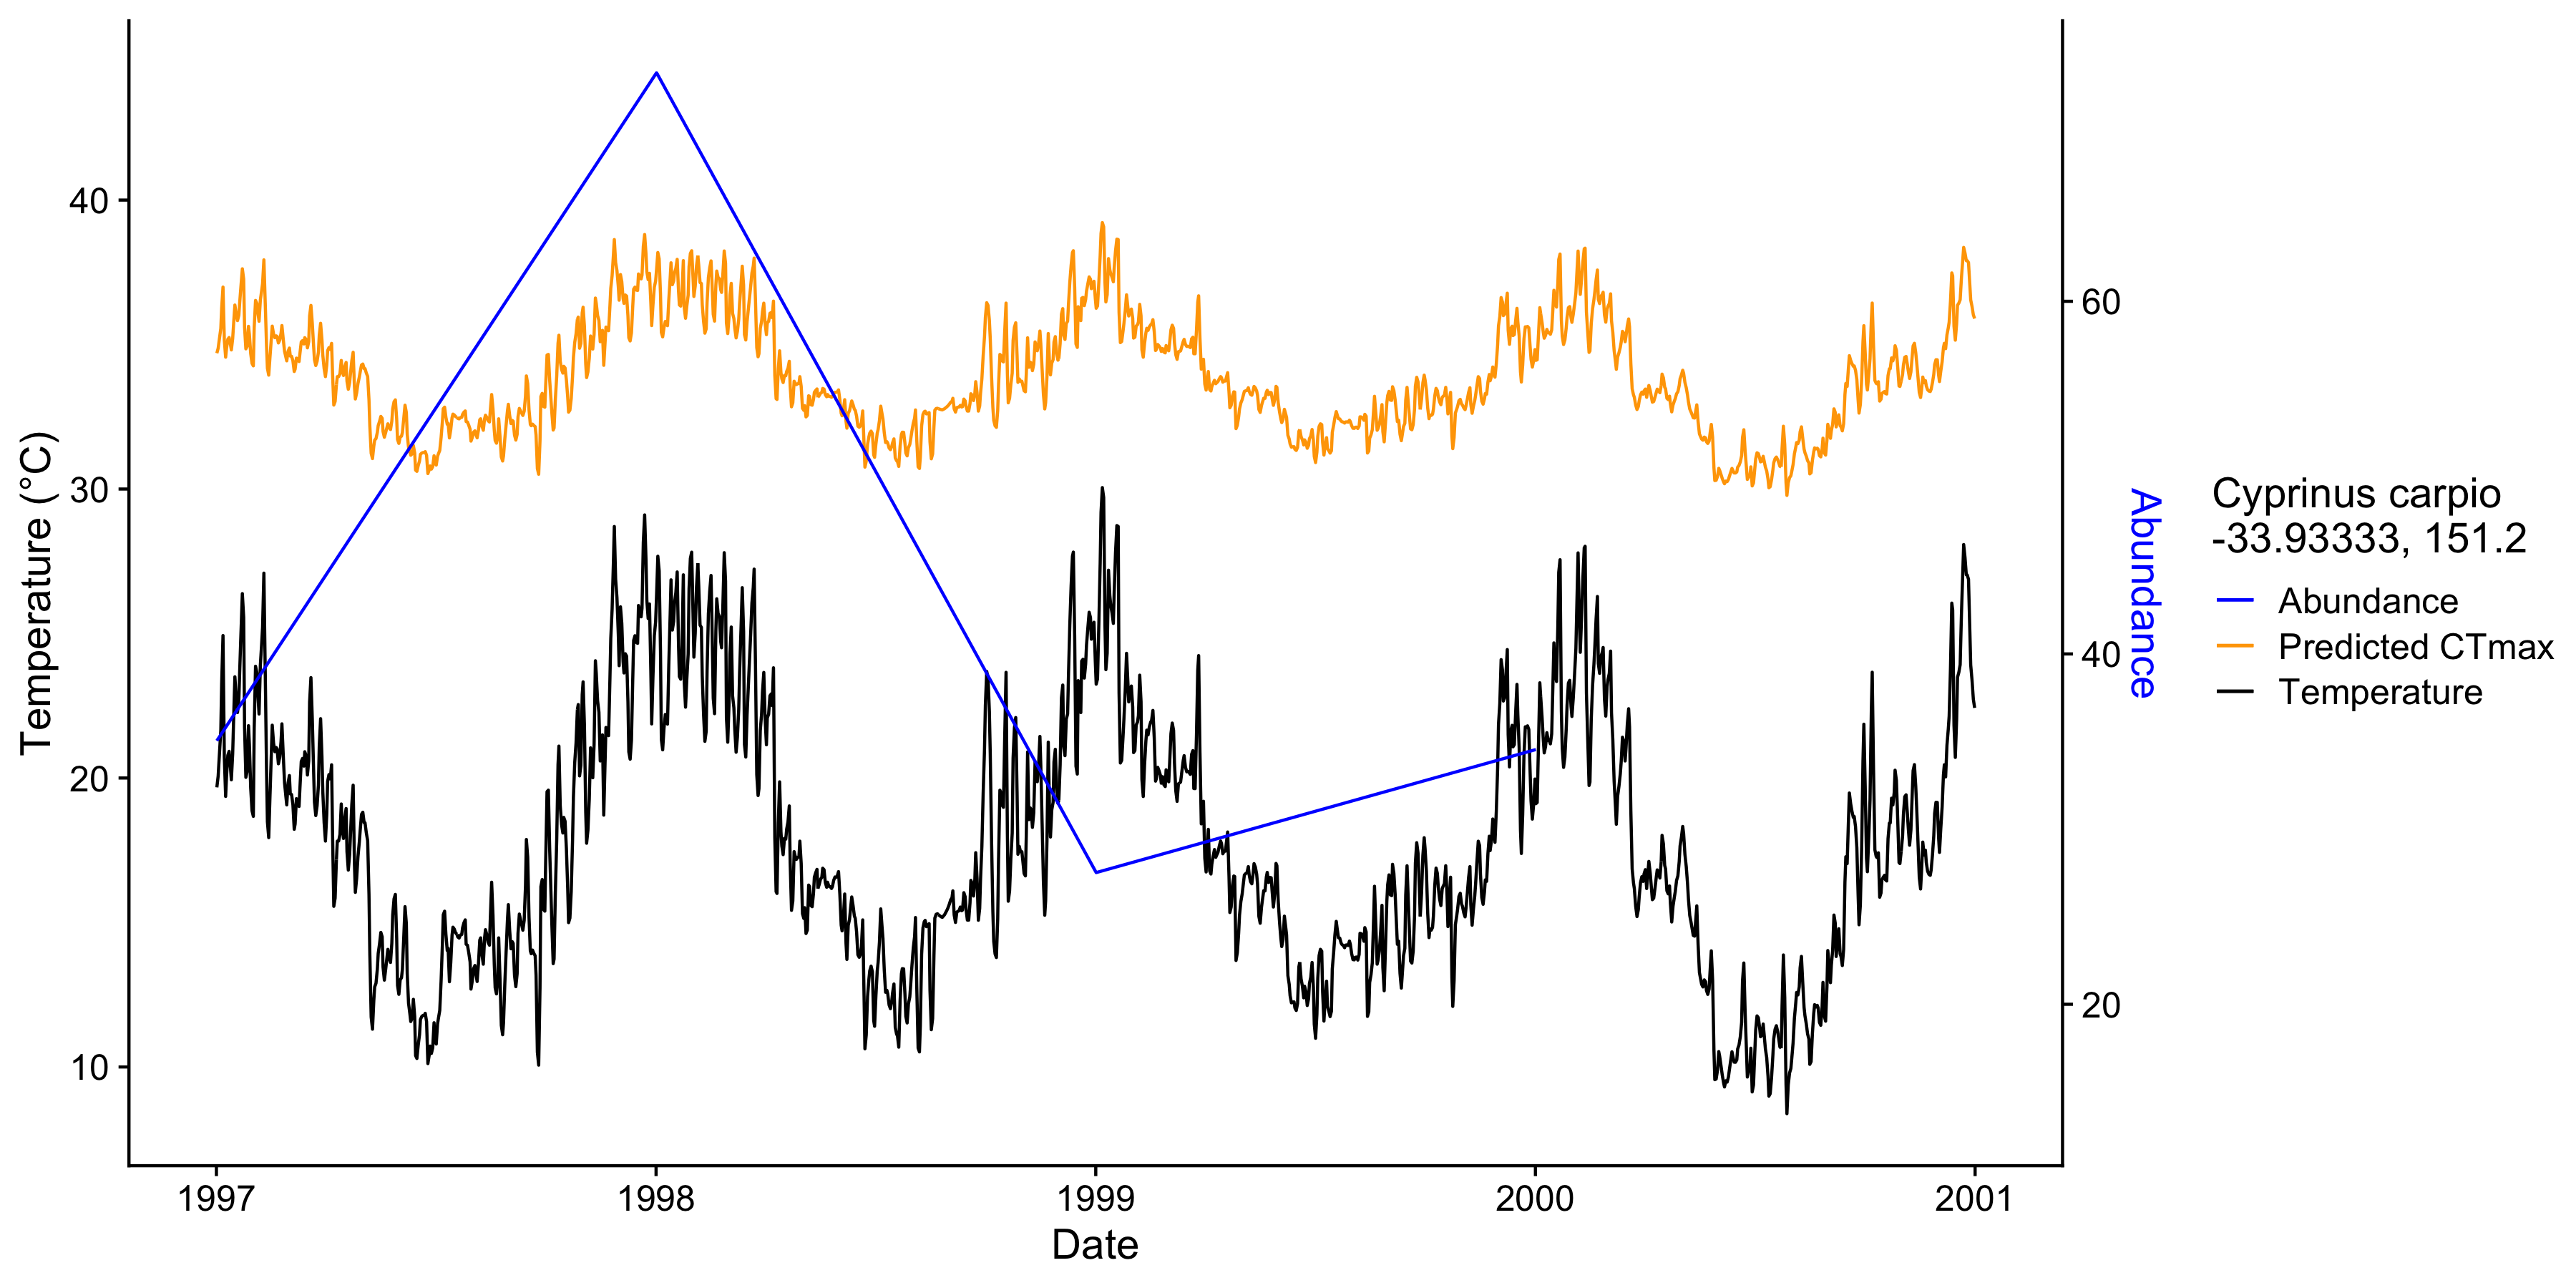 Temperature (°C)
40
30
20
10
1997
1998
1999
2000
2001
Date
60
40
20
Abundance
Cyprinus carpio
-33.93333, 151.2
Abundance
Predicted CTmax
Temperature